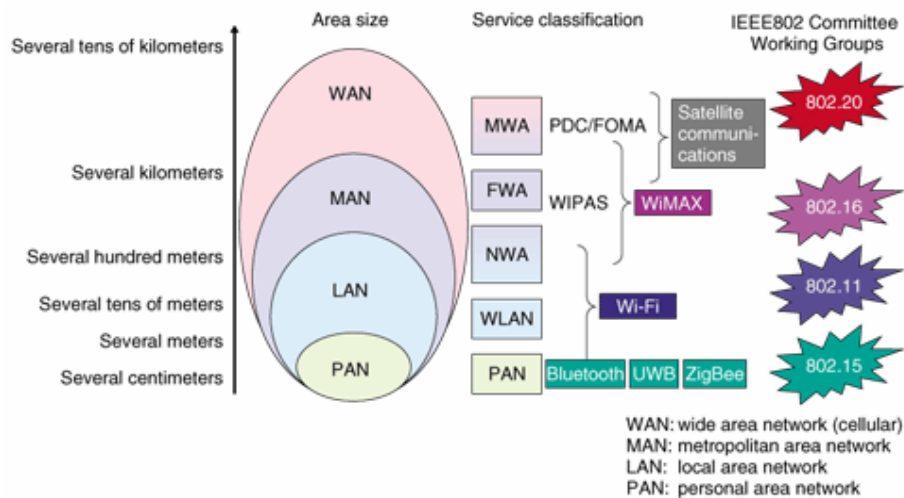 Area size
Service classification
IEEE802 Committee
Working Groups
Several tens of kilometers
Several kilometers
Several hundred meters
Several tens of meters
Several meters
Several centimeters
WAN
MAN
LAN
PAN
MWA
PDC/FOMA
Satellite
communi-
cations
FWA
WIPAS
WiMAX
NWA
WLAN
Wi-Fi
PAN
Bluetooth
UWB
ZigBee
802.20
802.16
802.11
802.15
WAN: wide area network (cellular)
MAN: metropolitan area network
LAN: local area network
PAN: personal area network